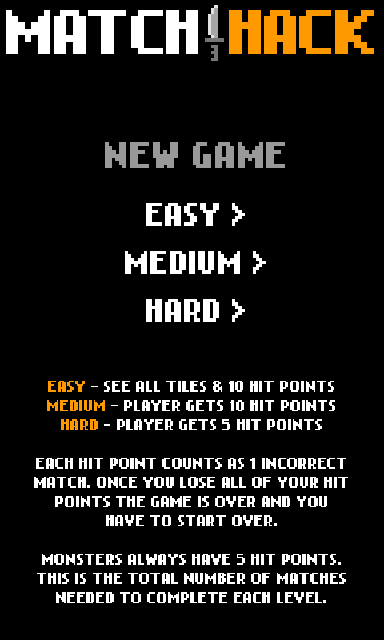 MATCH HACK
NEW GAME
EASY >
MEDIUM >
HARD >
EASY - SEE ALL TILES & 10 HIT POINTS
MEDIUM - PLAYER GETS 10 HIT POINTS
HARD - PLAYER GETS 5 HIT POINTS
EACH HIT POINT COUNTS AS 1 INCORRECT
MATCH. ONCE YOU LOSE ALL OF YOUR HIT
POINTS THE GAME IS OVER AND YOU
HAVE TO START OVER.
MONSTERS ALWAYS HAVE 5 HIT POINTS.
THIS IS THE TOTAL NUMBER OF MATCHES
NEEDED TO COMPLETE EACH LEVEL.